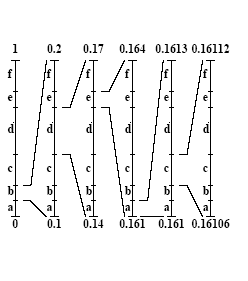 1 0.2 0.17 0.164 0.1613 0.16112
f f f f f f
e e e e e e
d d d d d d
c c c c c c
b b b b b b
a a a a a a
0 0.1 0.14 0.161 0.161 0.16106